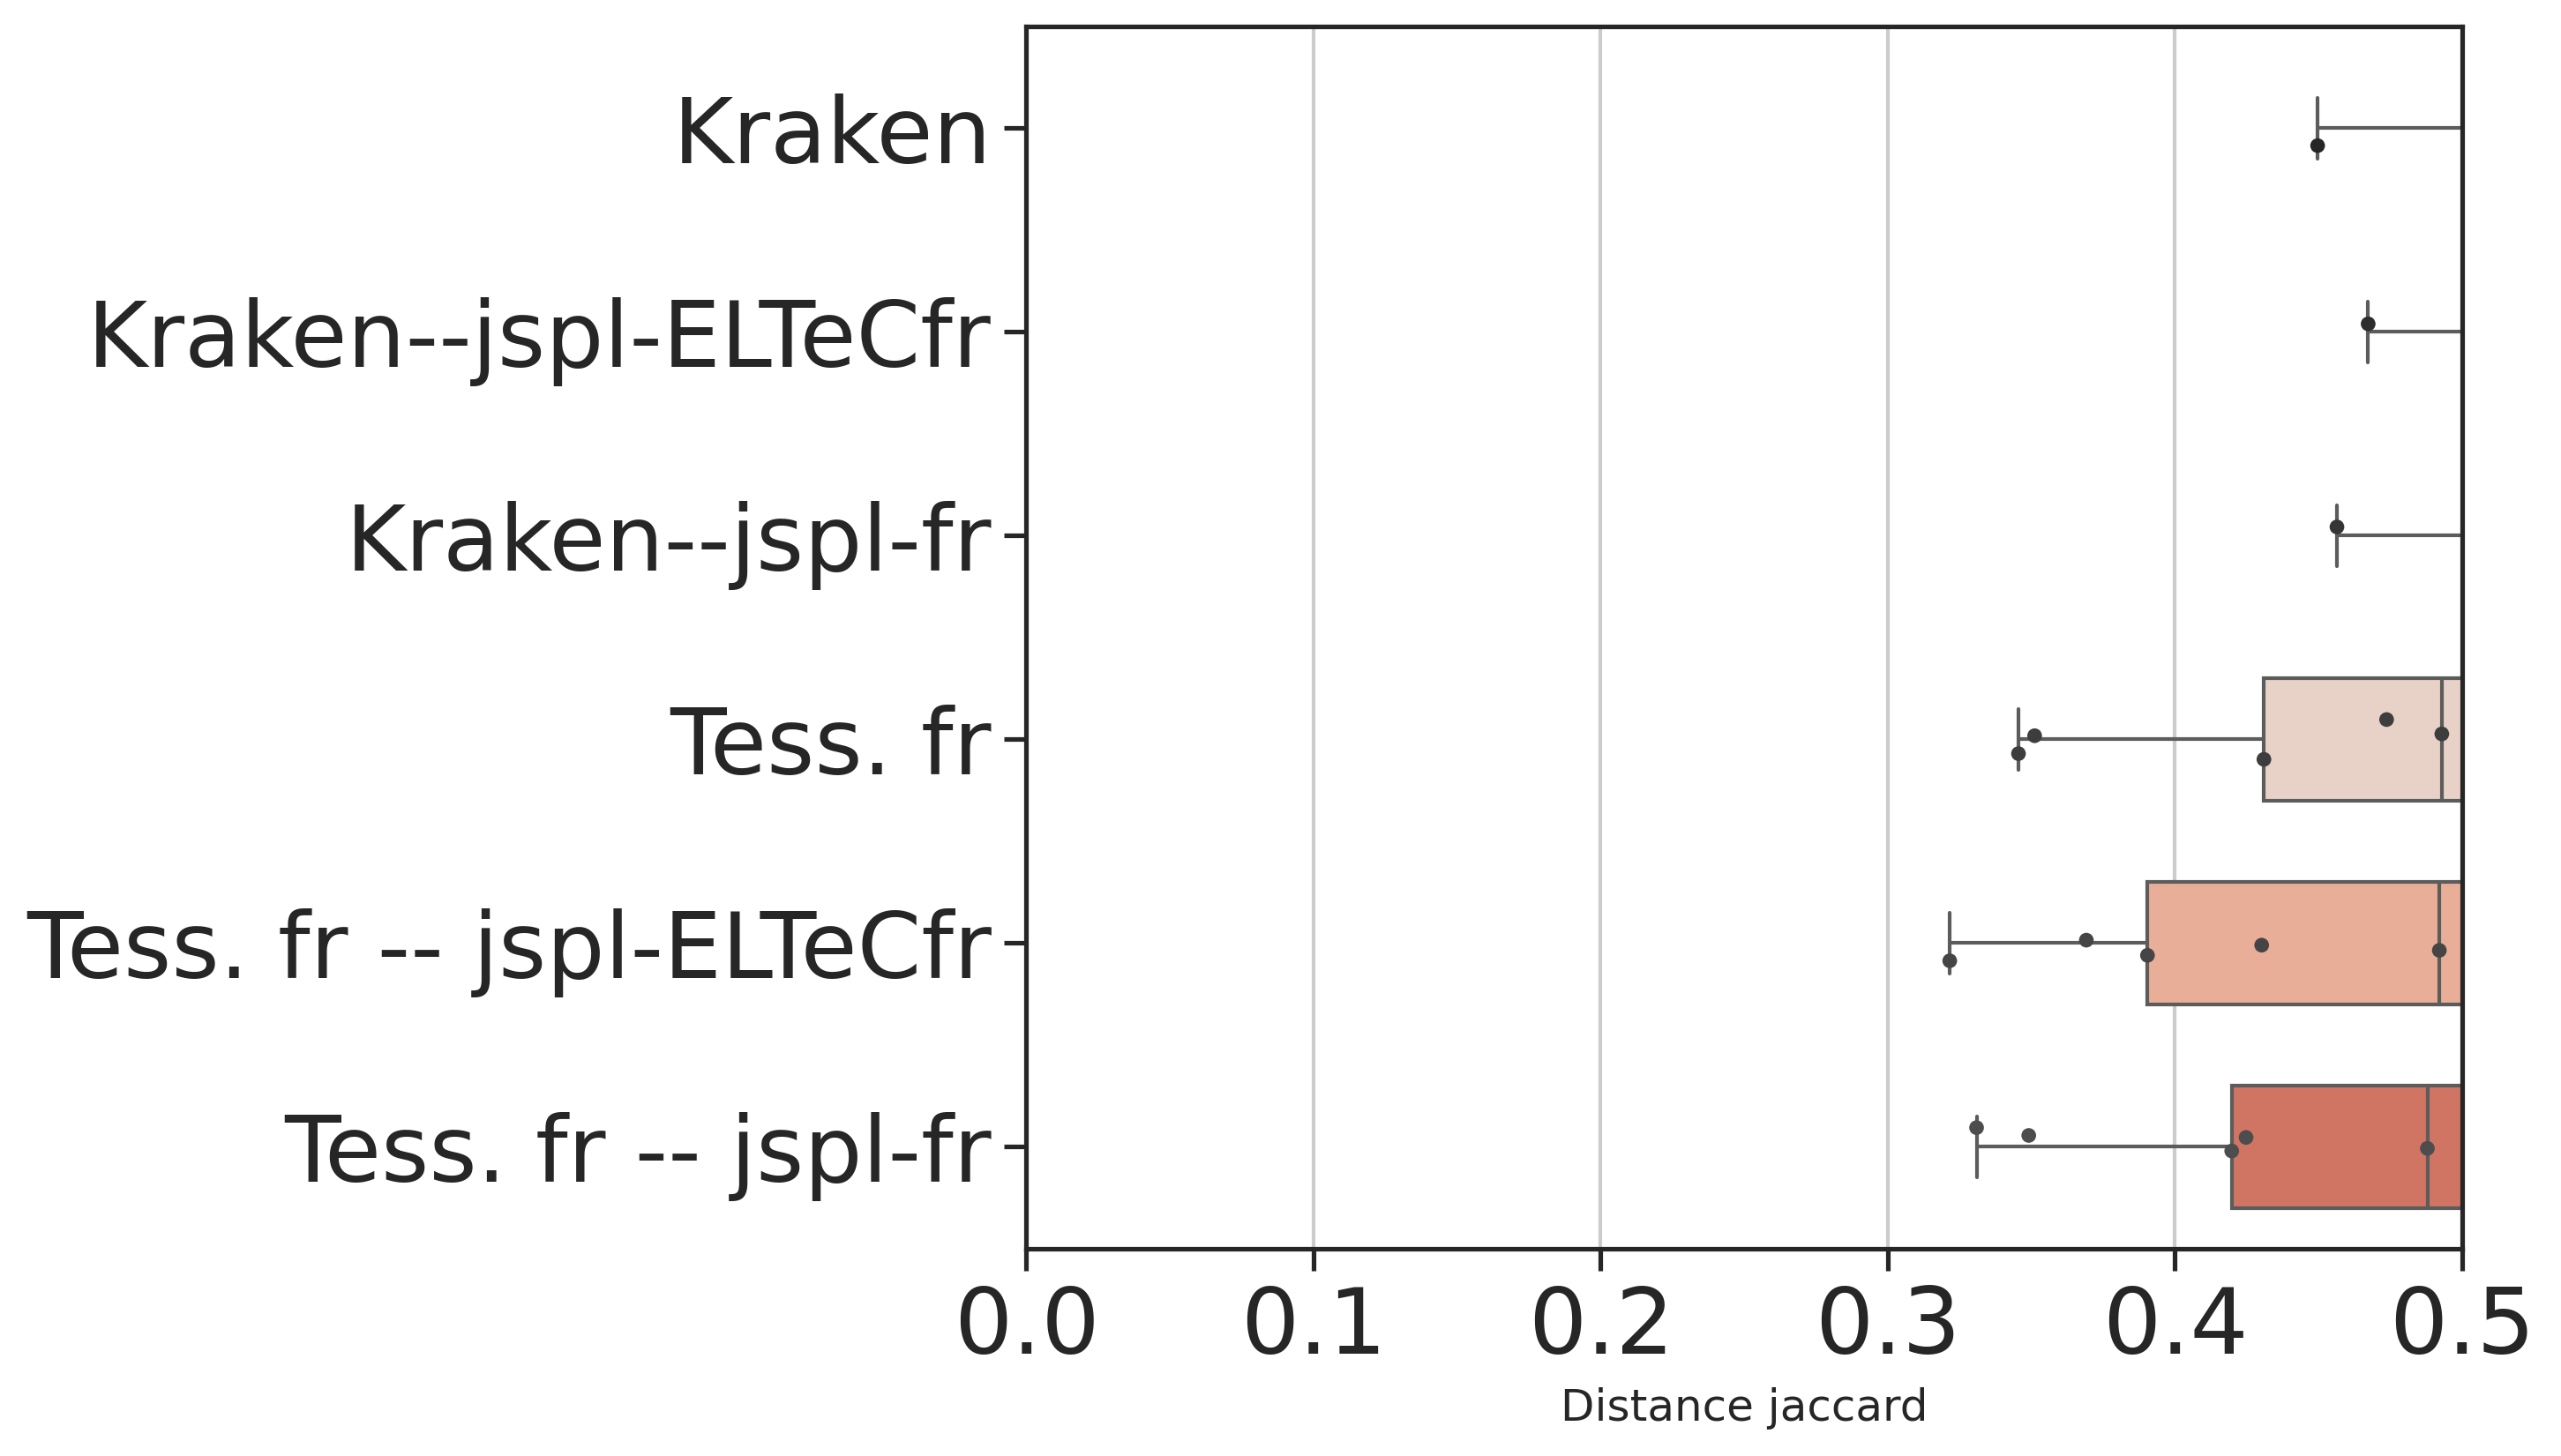 Kraken
Kraken--jspl-ELTeCfr
Kraken--jspl-fr
Tess. fr
Tess. fr -- jspl-ELTeCfr
Tess. fr -- jspl-fr
0.0 0.1 0.2 0.3 0.4 0.5
Distance jaccard